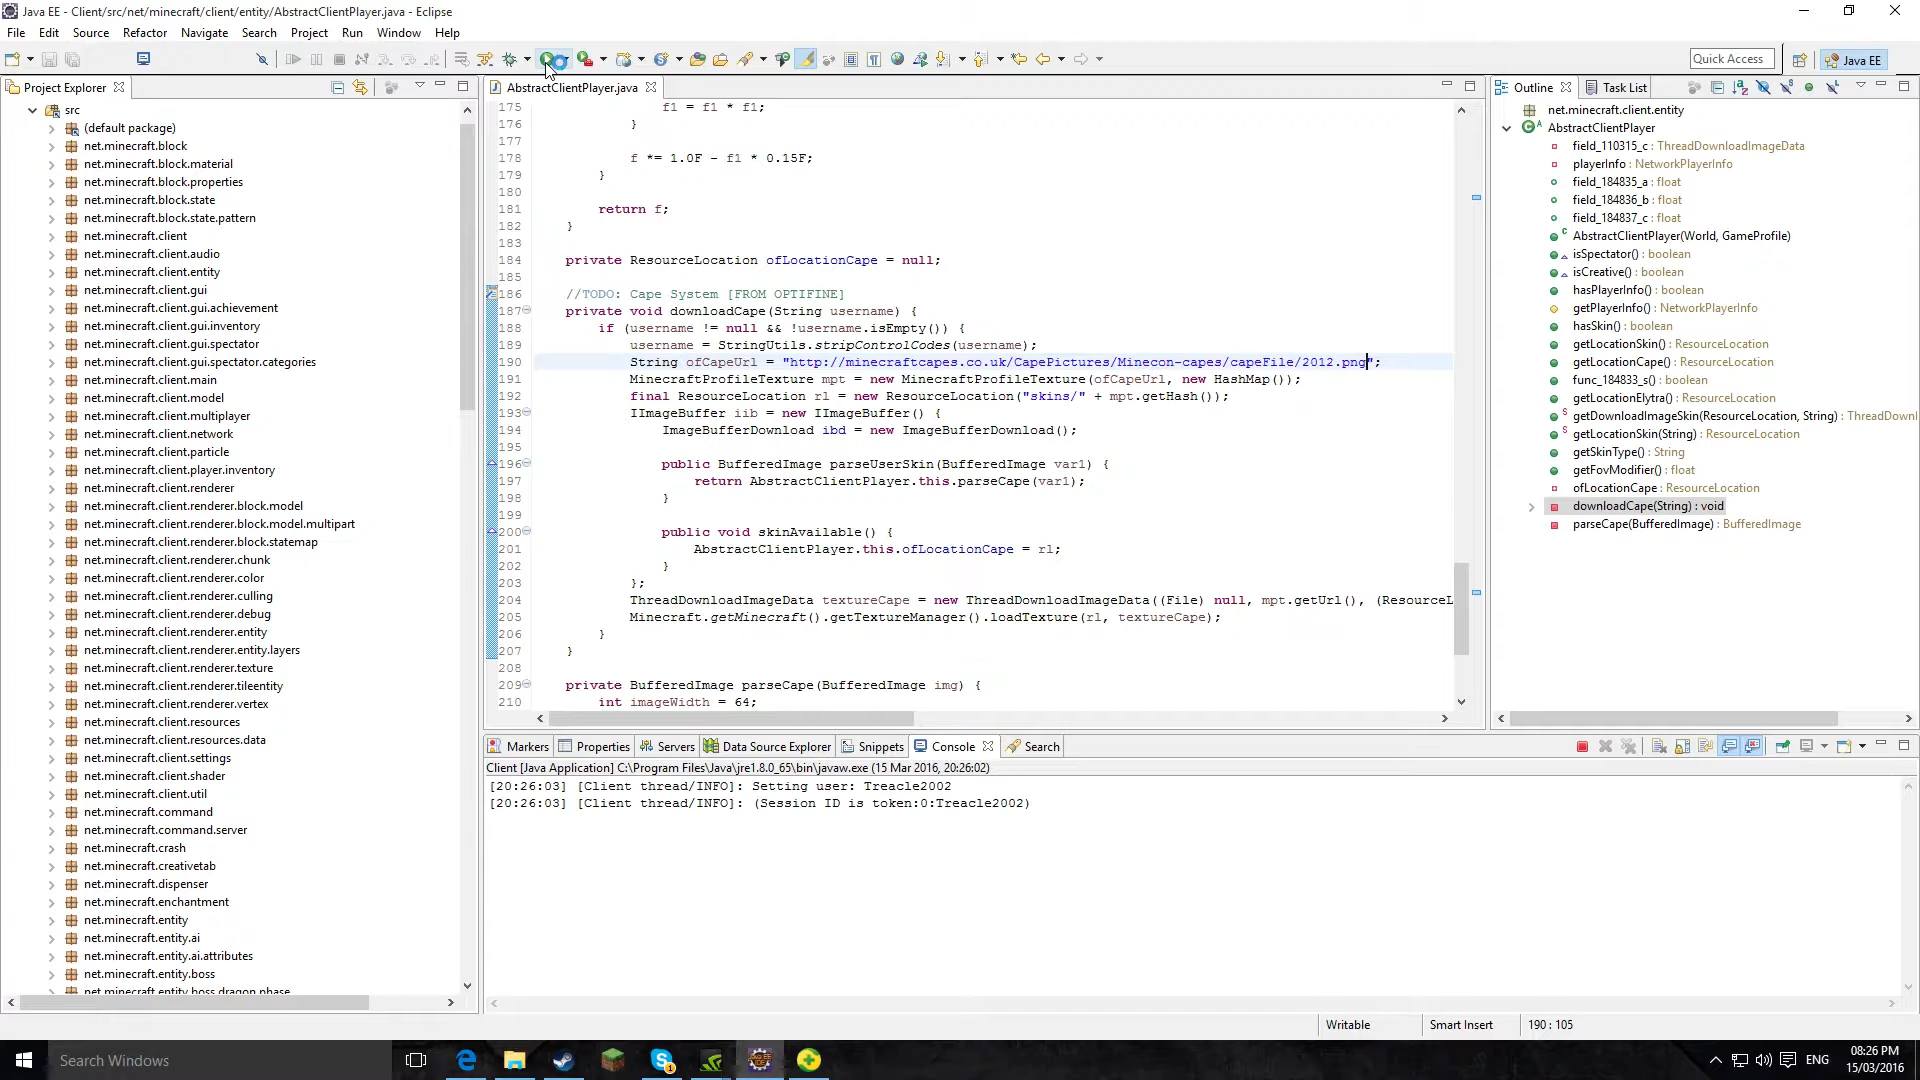 Java EE - Client/src/net/minecraft/client/entity/AbstractClientPlayer.java - Eclipse
File Edit Source Refactor Navigate Search Project Run Window Help
Quick Access
Java EE
Project Explorer
src
(default package)
net.minecraft.block
net.minecraft.block.material
net.minecraft.block.properties
net.minecraft.block.state
net.minecraft.block.state.pattern
net.minecraft.client
net.minecraft.client.audio
net.minecraft.client.entity
net.minecraft.client.gui
net.minecraft.client.gui.achievement
net.minecraft.client.gui.inventory
net.minecraft.client.gui.spectator
net.minecraft.client.gui.spectator.categories
net.minecraft.client.main
net.minecraft.client.model
net.minecraft.client.multiplayer
net.minecraft.client.network
net.minecraft.client.particle
net.minecraft.client.player.inventory
net.minecraft.client.renderer
net.minecraft.client.renderer.block.model
net.minecraft.client.renderer.block.model.multipart
net.minecraft.client.renderer.block.statemap
net.minecraft.client.renderer.chunk
net.minecraft.client.renderer.color
net.minecraft.client.renderer.culling
net.minecraft.client.renderer.debug
net.minecraft.client.renderer.entity
net.minecraft.client.renderer.entity.layers
net.minecraft.client.renderer.texture
net.minecraft.client.renderer.tileentity
net.minecraft.client.renderer.vertex
net.minecraft.client.resources
net.minecraft.client.resources.data
net.minecraft.client.settings
net.minecraft.client.shader
net.minecraft.client.util
net.minecraft.command
net.minecraft.command.server
net.minecraft.crash
net.minecraft.creativetab
net.minecraft.dispenser
net.minecraft.enchantment
net.minecraft.entity
net.minecraft.entity.ai
net.minecraft.entity.ai.attributes
net.minecraft.entity.boss
net.minecraft.entity.boss.dragon.phase
AbstractClientPlayer.java
175 f1 = f1 * f1;
176 }
177
178 f *= 1.0F - f1 * 0.15F;
179 }
180
181 return f;
182 }
183
184 private ResourceLocation ofLocationCape = null;
185
186 //TODO: Cape System [FROM OPTIFINE]
187 private void downloadCape(String username) {
188 if (username != null && !username.isEmpty()) {
189 username = StringUtils.stripControlCodes(username);
190 String ofCapeUrl = "http://minecraftcapes.co.uk/CapePictures/Minecon-capes/capeFile/2012.png";
191 MinecraftProfileTexture mpt = new MinecraftProfileTexture(ofCapeUrl, new HashMap());
192 final ResourceLocation rl = new ResourceLocation("skins/" + mpt.getHash());
193 IImageBuffer iib = new IImageBuffer() {
194 ImageBufferDownload ibd = new ImageBufferDownload();
195
196 public BufferedImage parseUserSkin(BufferedImage var1) {
197 return AbstractClientPlayer.this.parseCape(var1);
198 }
199
200 public void skinAvailable() {
201 AbstractClientPlayer.this.ofLocationCape = rl;
202 }
203 };
204 ThreadDownloadImageData textureCape = new ThreadDownloadImageData((File) null, mpt.getUrl(), (ResourceL
205 Minecraft.getMinecraft().getTextureManager().loadTexture(rl, textureCape);
206 }
207 }
208
209 private BufferedImage parseCape(BufferedImage img) {
210 int imageWidth = 64;
Outline Task List
net.minecraft.client.entity
AbstractClientPlayer
field_110315_c : ThreadDownloadImageData
playerInfo : NetworkPlayerInfo
field_184835_a : float
field_184836_b : float
field_184837_c : float
AbstractClientPlayer(World, GameProfile)
isSpectator() : boolean
isCreative() : boolean
hasPlayerInfo() : boolean
getPlayerInfo() : NetworkPlayerInfo
hasSkin() : boolean
getLocationSkin() : ResourceLocation
getLocationCape() : ResourceLocation
func_184833_s() : boolean
getLocationElytra() : ResourceLocation
getDownloadImageSkin(ResourceLocation, String) : ThreadDownl
getLocationSkin(String) : ResourceLocation
getSkinType() : String
getFovModifier() : float
ofLocationCape : ResourceLocation
downloadCape(String) : void
parseCape(BufferedImage) : BufferedImage
Markers Properties Servers Data Source Explorer Snippets Console Search
Client [Java Application] C:\Program Files\Java\jre1.8.0_65\bin\javaw.exe (15 Mar 2016, 20:26:02)
[20:26:03] [Client thread/INFO]: Setting user: Treacle2002
[20:26:03] [Client thread/INFO]: (Session ID is token:0:Treacle2002)
Writable Smart Insert 190 : 105
Search Windows
ENG
08:26 PM
15/03/2016